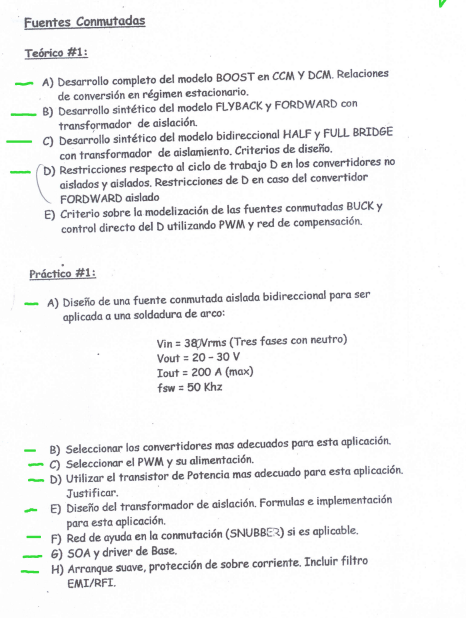 Fuentes Conmutadas
Teórico #1:
A) Desarrollo completo del modelo BOOST en CCM Y DCM. Relaciones
de conversión en régimen estacionario.
B) Desarrollo sintético del modelo FLYBACK y FORDWARD con
transformador de aislación.
C) Desarrollo sintético del modelo bidireccional HALF y FULL BRIDGE
con transformador de aislamiento. Criterios de diseño.
D) Restricciones respecto al ciclo de trabajo D en los convertidores no
aislados y aislados. Restricciones de D en caso del convertidor
FORDWARD aislado
E) Criterio sobre la modelización de las fuentes conmutadas BUCK y
control directo del D utilizando PWM y red de compensación.
Práctico #1:
A) Diseño de una fuente conmutada aislada bidireccional para ser
aplicada a una soldadura de arco:
Vin = 380Vrms (Tres fases con neutro)
Vout = 20 - 30 V
Iout = 200 A (max)
fsw = 50 Khz
B) Seleccionar los convertidores mas adecuados para esta aplicación.
C) Seleccionar el PWM y su alimentación.
D) Utilizar el transistor de Potencia mas adecuado para esta aplicación.
Justificar.
E) Diseño del transformador de aislación. Formulas e implementación
para esta aplicación.
F) Red de ayuda en la conmutación (SNUBBER) si es aplicable.
G) SOA y driver de Base.
H) Arranque suave, protección de sobre corriente. Incluir filtro
EMI/RFI.